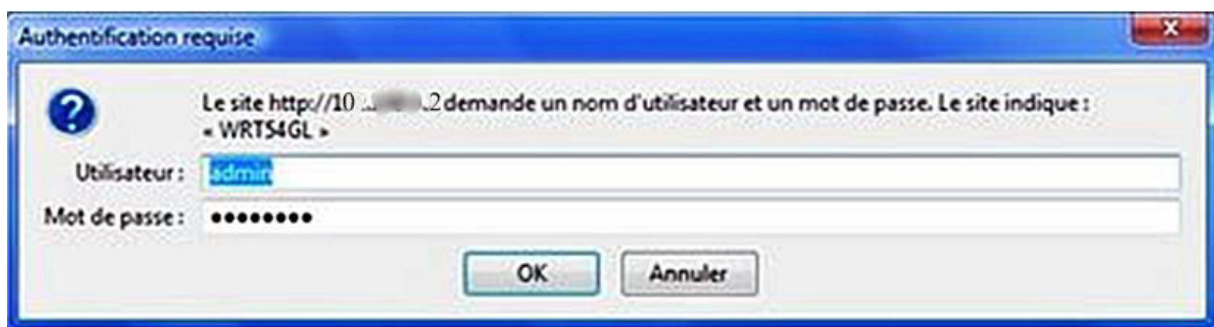 Authentification requise
Le site http://10 .2 demande un nom d'utilisateur et un mot de passe. Le site indique :
« WRT54GL »
Utilisateur :
admin
Mot de passe :
••••••••
OK
Annuler